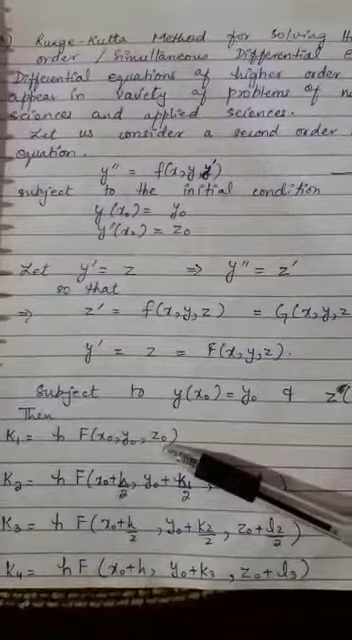 Runge-Kutta Method for Solving
order / Simultaneous Differential
Differential equations of higher order
appear in vavety of problems of
sciences and applied sciences.
Let us consider a second order
equation.
y'' = f(x,y,y')
subject to the initial condition
y(x₀) = y₀
y'(x₀) = z₀
Let y' = z ⇒ y'' = z'
so that
⇒ z' = f(x,y,z) = G(x,y,z
y' = z = F(x,y,z).
Subject to y(x₀) = y₀ &
Then
K₁ = h F(x₀,y₀,z₀)
K₂ = h F(x₀+h/2, y₀+k₁/2, )
K₃ = h F(x₀+h/2, y₀+k₂/2, z₀+l₂/2)
K₄ = h F(x₀+h, y₀+k₃, z₀+l₃)